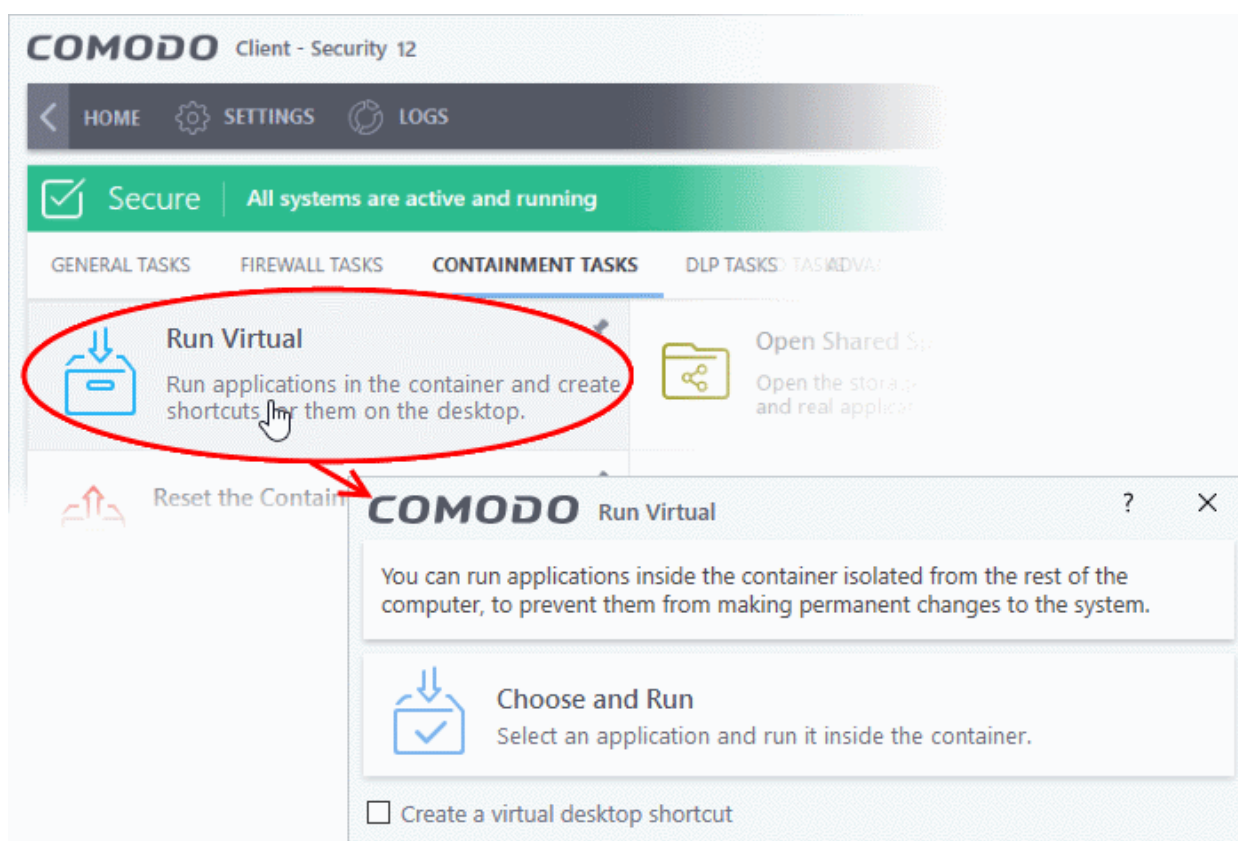 COMODO Client - Security 12
HOME SETTINGS LOGS
Secure All systems are active and running
GENERAL TASKS FIREWALL TASKS CONTAINMENT TASKS DLP TASKS
Run Virtual
Run applications in the container and create
shortcuts for them on the desktop.
Open Shared
Open the
and real
Reset the
COMODO Run Virtual ?
You can run applications inside the container isolated from the rest of the
computer, to prevent them from making permanent changes to the system.
Choose and Run
Select an application and run it inside the container.
Create a virtual desktop shortcut